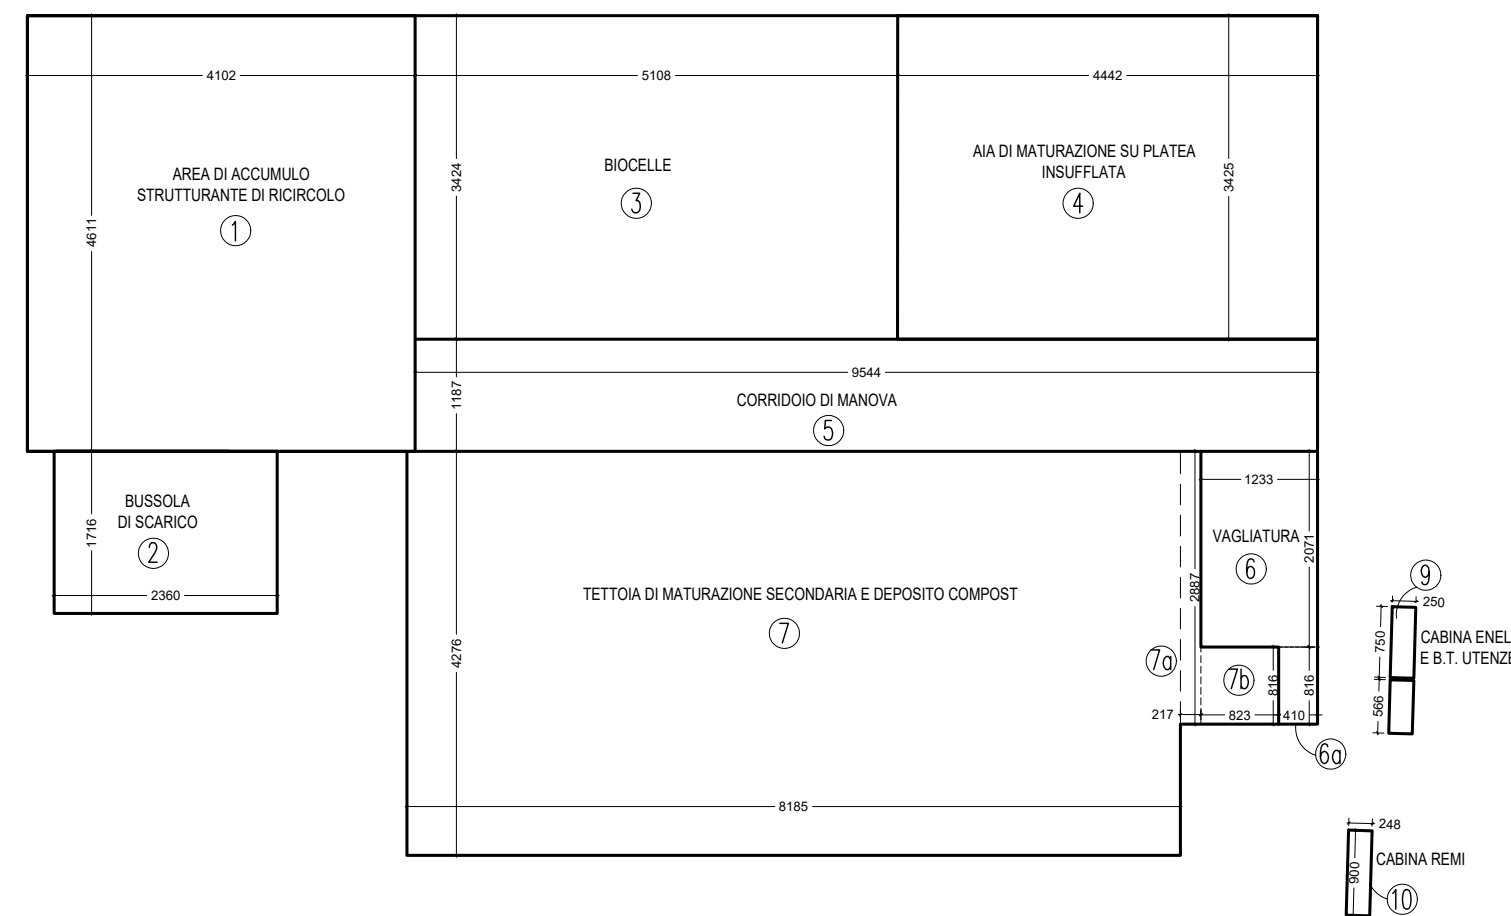 4102
5108
4442
AREA DI ACCUMULO
STRUTTURANTE DI RICIRCOLO
1
4611
3424
BIOCELLE
3
AIA DI MATURAZIONE SU PLATEA
INSUFFLATA
4
3425
9544
1187
CORRIDOIO DI MANOVA
5
BUSSOLA
DI SCARICO
2
1716
2360
TETTOIA DI MATURAZIONE SECONDARIA E DEPOSITO COMPOST
7
4276
8185
1233
VAGLIATURA
6
2071
2887
7a
7b
816
816
217
823
410
6a
9
250
750
CABINA ENEL
E B.T. UTENZE
566
248
CABINA REMI
900
10